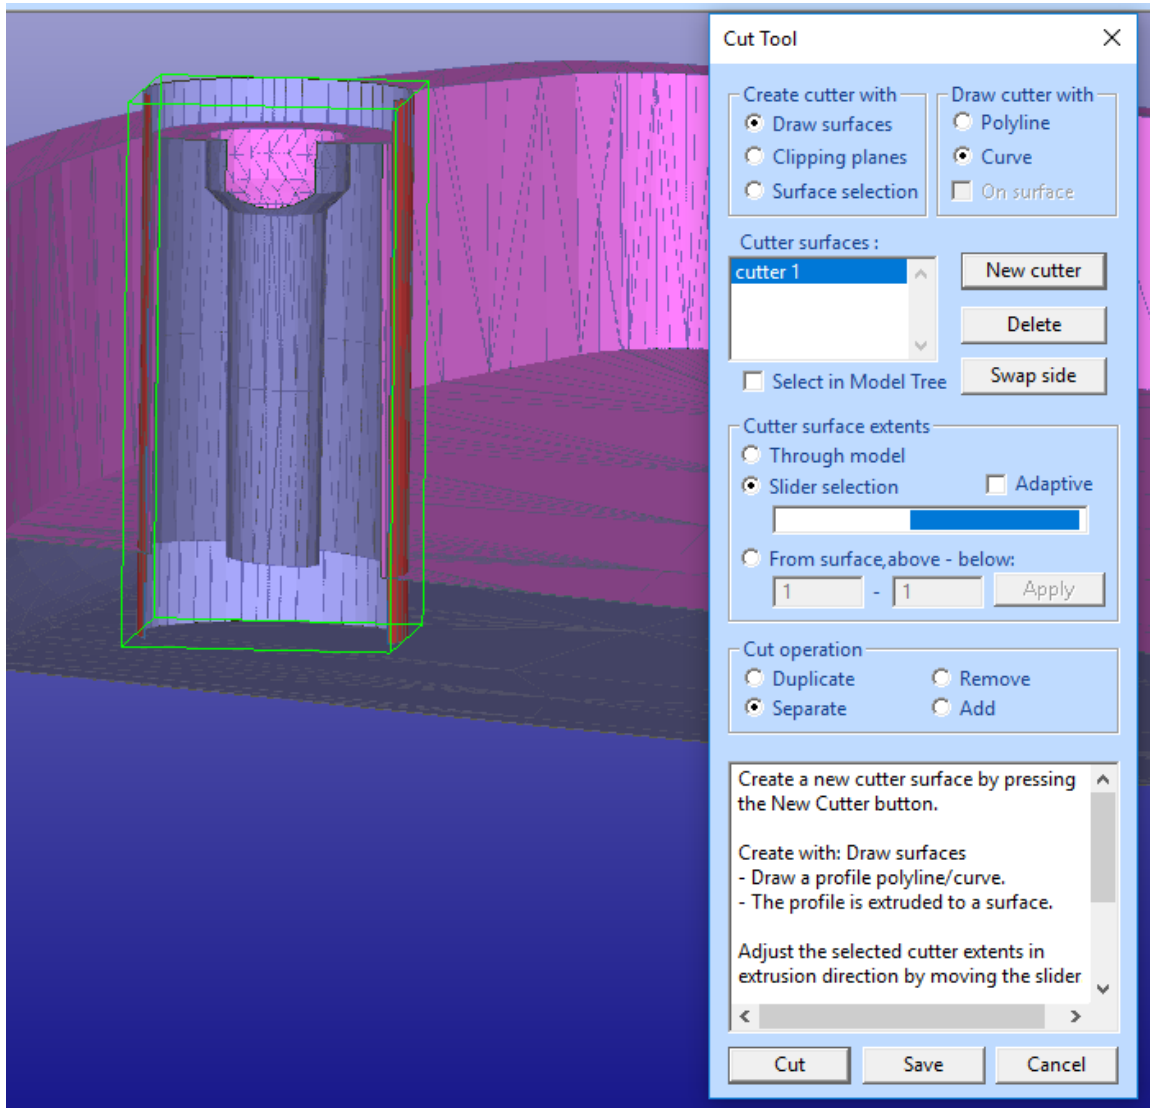 Cut Tool
Create cutter with
Draw surfaces
Clipping planes
Surface selection
Draw cutter with
Polyline
Curve
On surface
Cutter surfaces :
cutter 1
New cutter
Delete
Swap side
Select in Model Tree
Cutter surface extents
Through model
Slider selection
Adaptive
From surface,above - below:
1 - 1 Apply
Cut operation
Duplicate
Remove
Separate
Add
Create a new cutter surface by pressing
the New Cutter button.
Create with: Draw surfaces
- Draw a profile polyline/curve.
- The profile is extruded to a surface.
Adjust the selected cutter extents in
extrusion direction by moving the slider
Cut
Save
Cancel